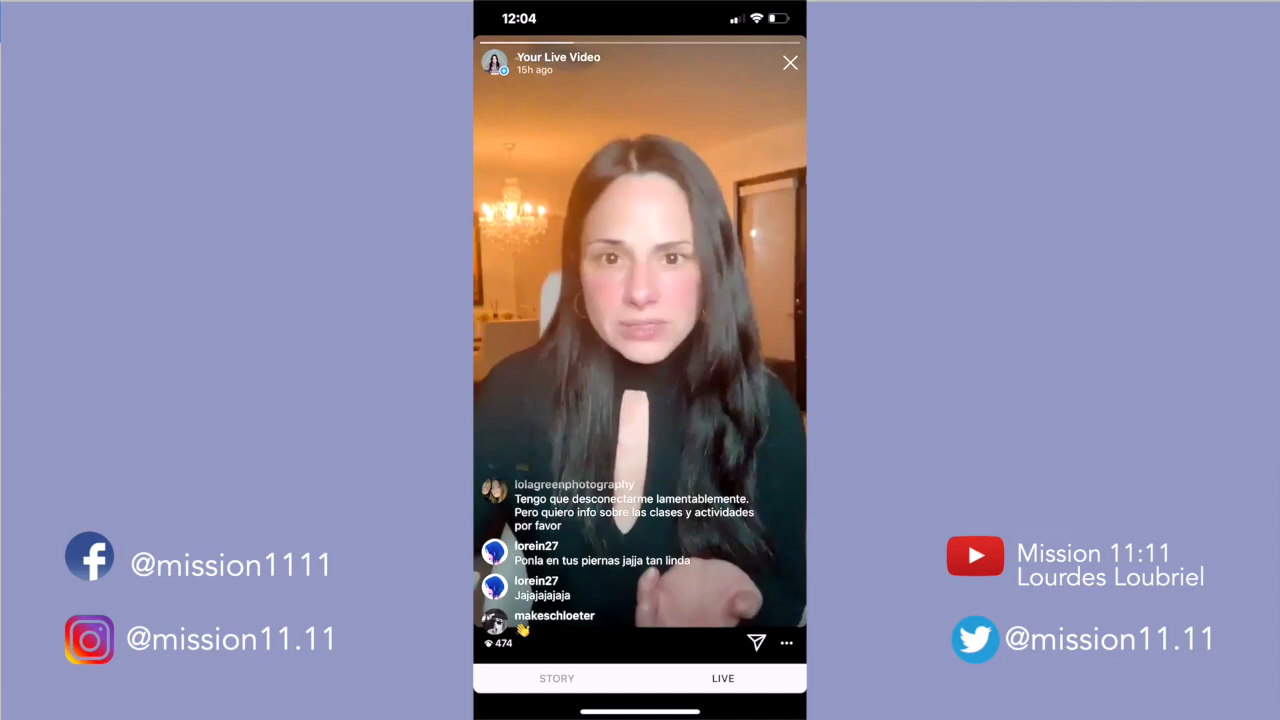 12:04
Your Live Video
15h ago
lolagreenphotography
Tengo que desconectarme lamentablemente.
Pero quiero info sobre las clases y actividades
por favor
lorein27
Ponla en tus piernas jajja tan linda
lorein27
Jajajajajaja
makeschloeter
👋
474
STORY
LIVE
@mission1111
@mission11.11
Mission 11:11
Lourdes Loubriel
@mission11.11